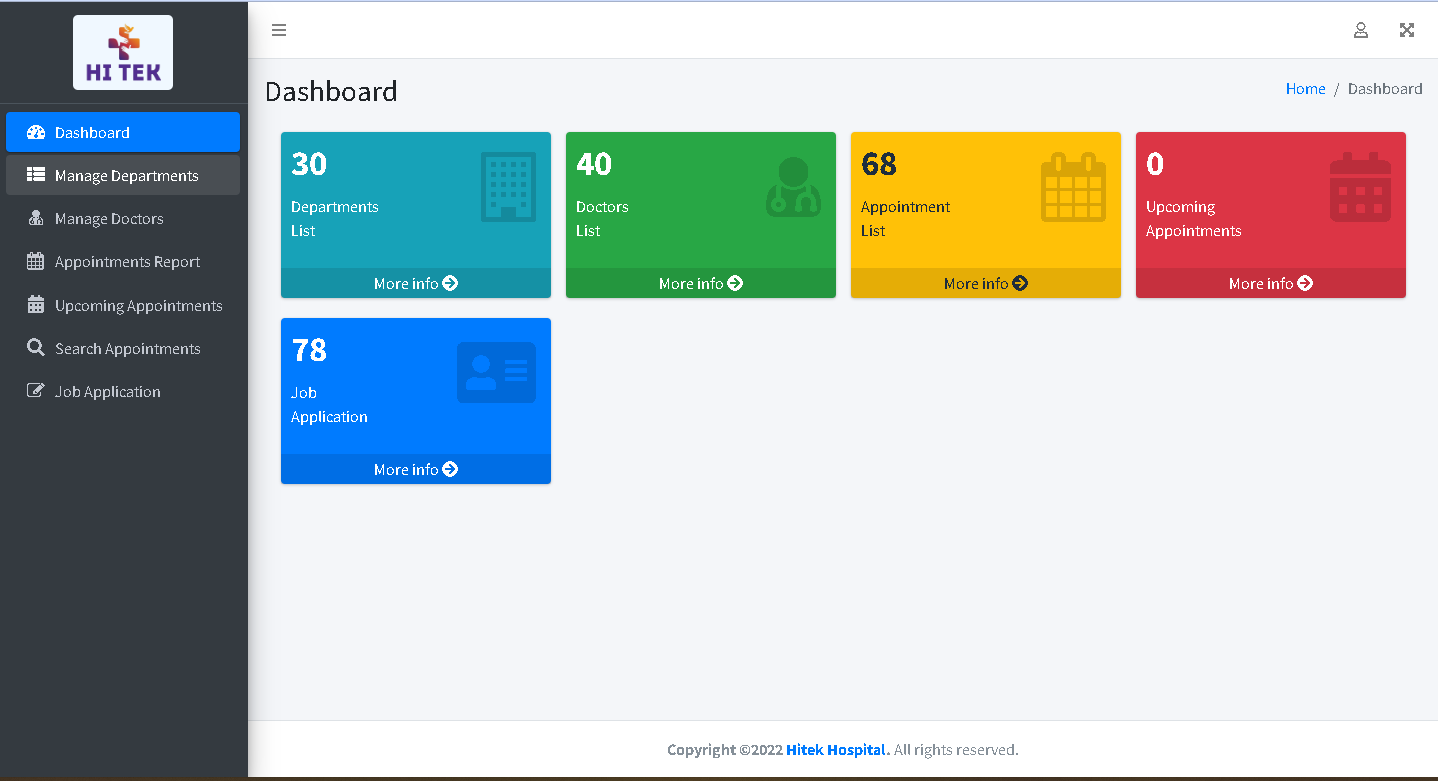 HI TEK
Dashboard
Manage Departments
Manage Doctors
Appointments Report
Upcoming Appointments
Search Appointments
Job Application
Dashboard
Home / Dashboard
30
Departments
List
More info
40
Doctors
List
More info
68
Appointment
List
More info
0
Upcoming
Appointments
More info
78
Job
Application
More info
Copyright ©2022 Hitek Hospital. All rights reserved.